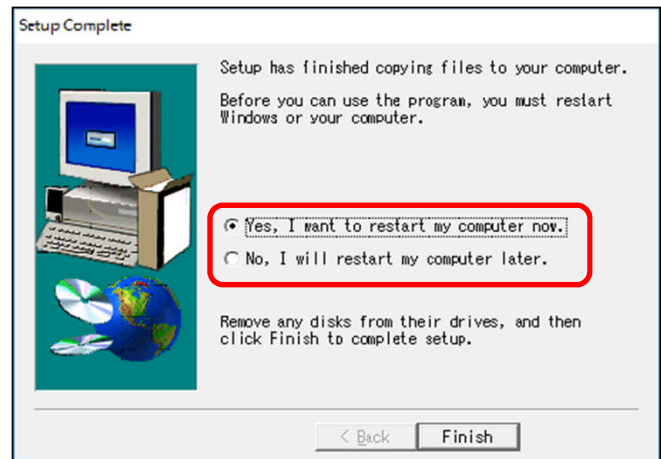 Setup Complete
Setup has finished copying files to your computer.
Before you can use the program, you must restart
Windows or your computer.
Yes, I want to restart my computer now.
No, I will restart my computer later.
Remove any disks from their drives, and then
click Finish to complete setup.
< Back
Finish